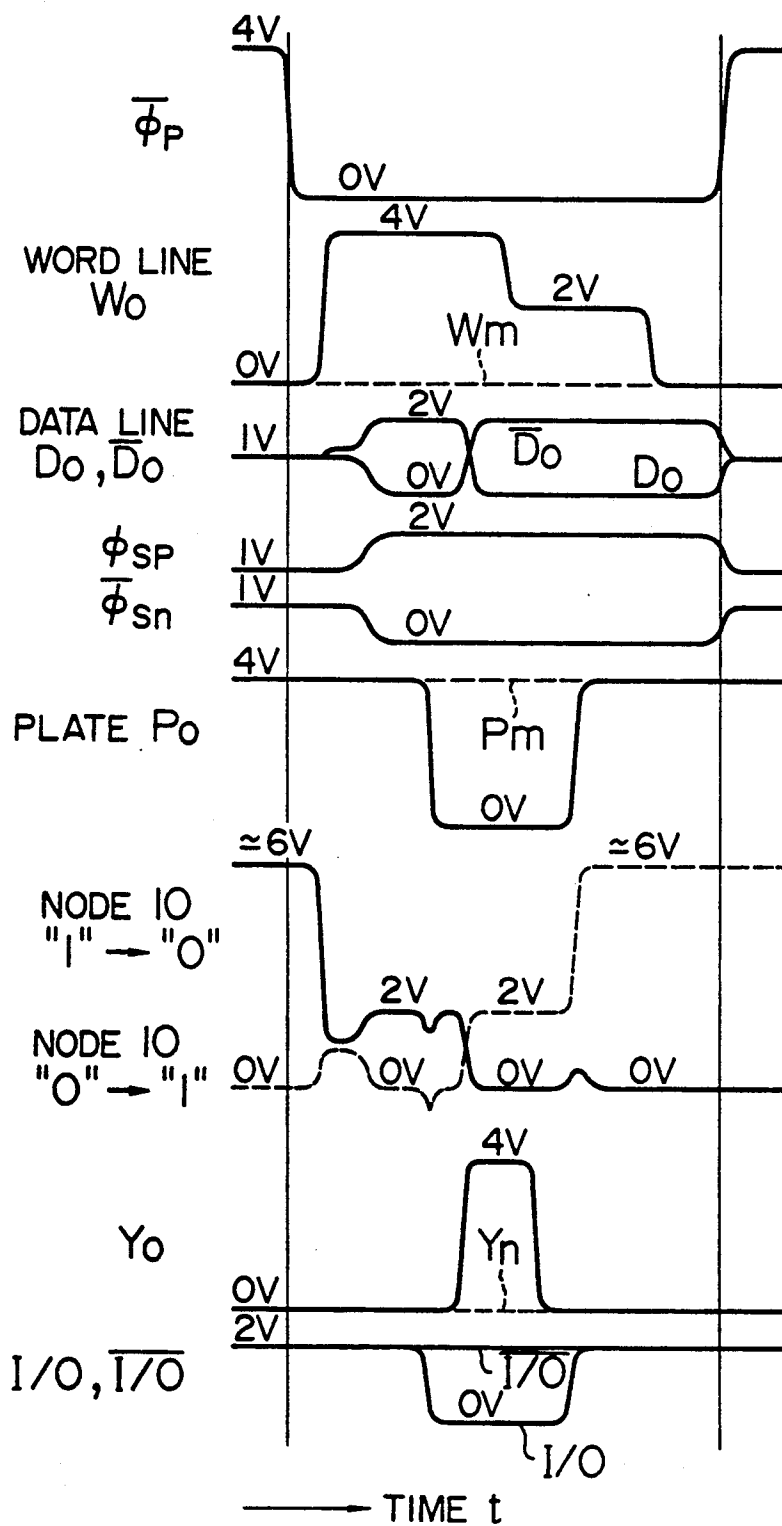 4V
φ̅P
0V
4V
WORD LINE
W0
2V
Wm
0V
DATA LINE
D0, D̅0
1V
2V
D̅0
0V
D0
2V
φSP
1V
φ̅Sn
1V
0V
4V
PLATE P0
Pm
0V
≃6V
≃6V
NODE 10
"1" → "0"
2V
2V
NODE 10
"0" → "1"
0V
0V
0V
0V
4V
Y0
Yn
0V
2V
I/O, I̅/̅O̅
I̅/̅O̅
0V
I/O
→ TIME t